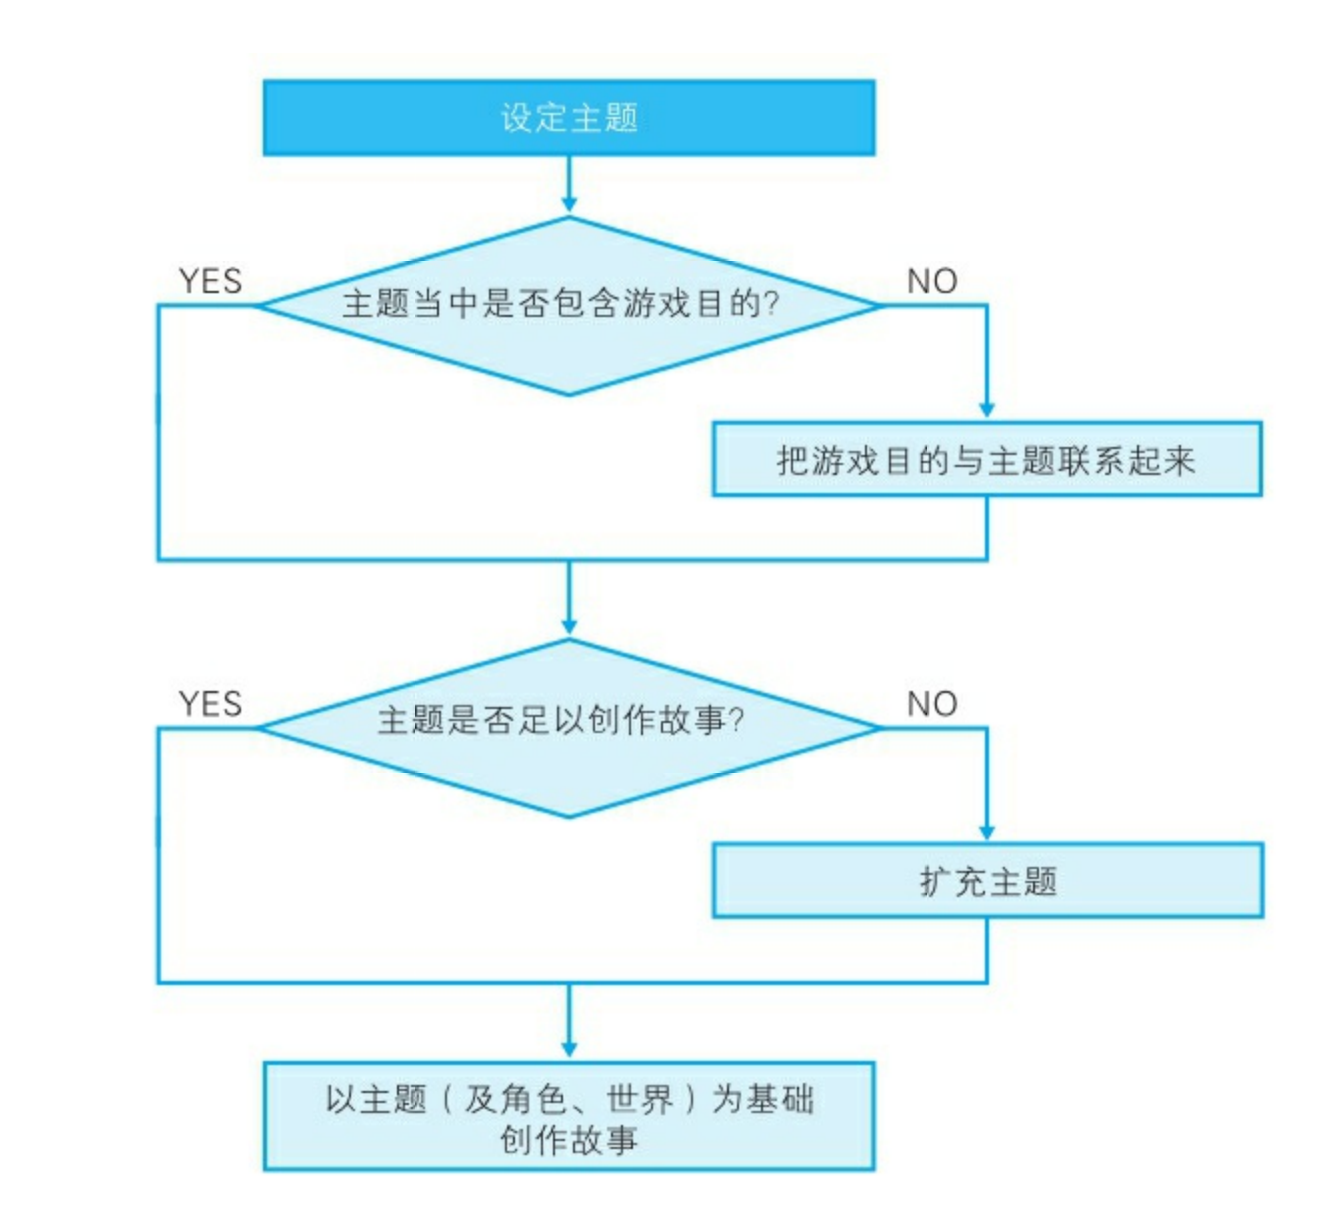 设定主题
主题当中是否包含游戏目的?
YES
NO
把游戏目的与主题联系起来
主题是否足以创作故事?
YES
NO
扩充主题
以主题（及角色、世界）为基础
创作故事